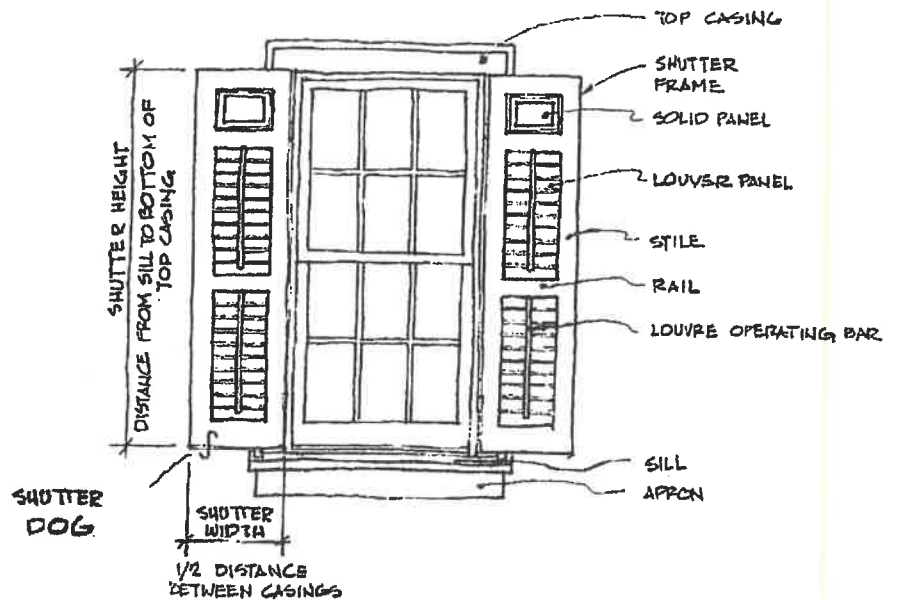 TOP CASING
SHUTTER
FRAME
SOLID PANEL
LOUVER PANEL
STILE
RAIL
LOUVRE OPERATING BAR
SILL
APRON
SHUTTER HEIGHT
DISTANCE FROM SILL TO BOTTOM OF
TOP CASING
SHUTTER
DOG
SHUTTER
WIDTH
1/2 DISTANCE
BETWEEN CASINGS